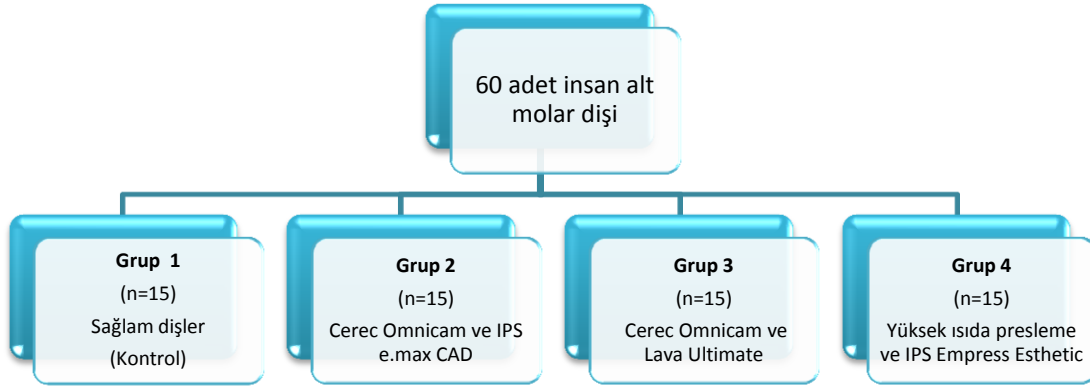 60 adet insan alt
molar dişi
Grup 1
(n=15)
Sağlam dişler
(Kontrol)
Grup 2
(n=15)
Cerec Omnicam ve IPS
e.max CAD
Grup 3
(n=15)
Cerec Omnicam ve
Lava Ultimate
Grup 4
(n=15)
Yüksek ısıda presleme
ve IPS Empress Esthetic